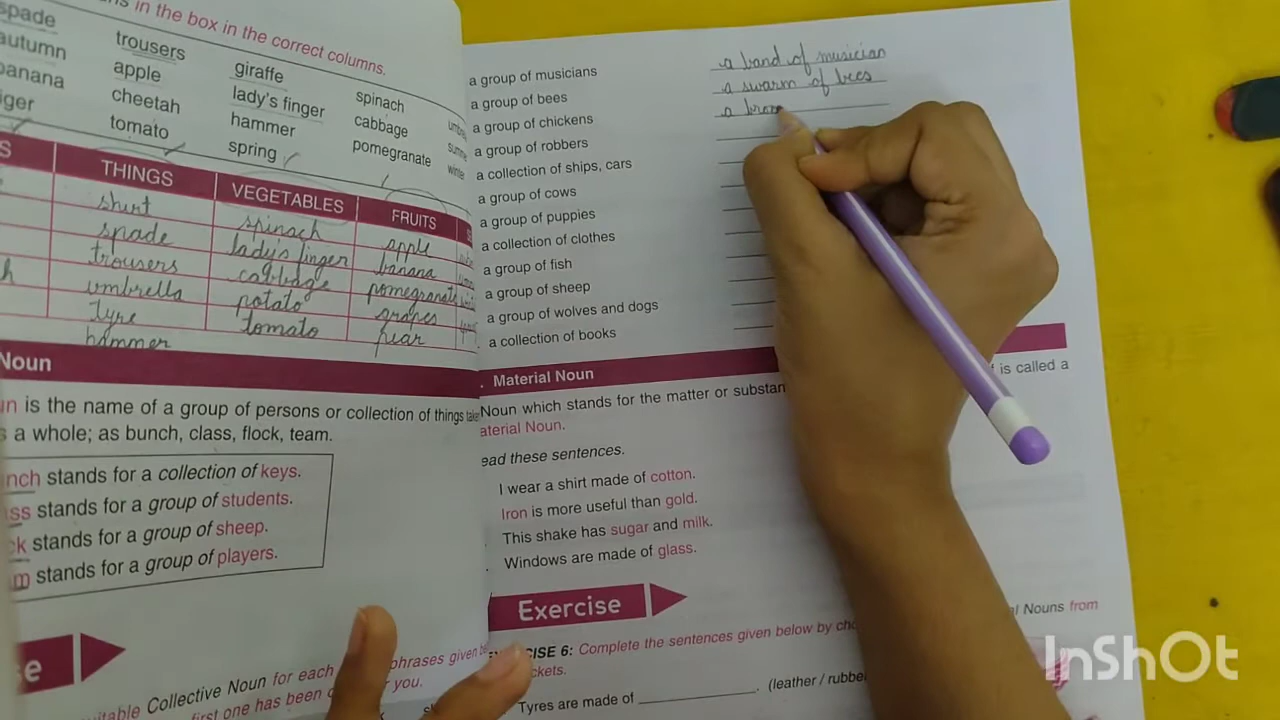 in the box in the correct columns.
spade trousers giraffe spinach
autumn apple lady's finger cabbage
banana cheetah hammer pomegranate
tomato spring winter
THINGS VEGETABLES FRUITS
shirt spinach apple
spade lady's finger banana
trousers cabbage pomegranate
umbrella potato grapes
tyre tomato pear
hammer
Noun
is the name of a group of persons or collection of things
a whole; as bunch, class, flock, team.
stands for a collection of keys.
stands for a group of students.
stands for a group of sheep.
stands for a group of players.
Collective Noun for each phrases given
first one has been you.
a group of musicians a band of musician
a group of bees a swarm of bees
a group of chickens a
a group of robbers
a collection of ships, cars
a group of cows
a group of puppies
a collection of clothes
a group of fish
a group of sheep
a group of wolves and dogs
a collection of books
Material Noun
Noun which stands for the matter or is called a
Material Noun.
these sentences.
I wear a shirt made of cotton.
Iron is more useful than gold.
This shake has sugar and milk.
Windows are made of glass.
Exercise
6: Complete the sentences given below by Nouns from
Tyres are made of ____________. (leather /
InShOt